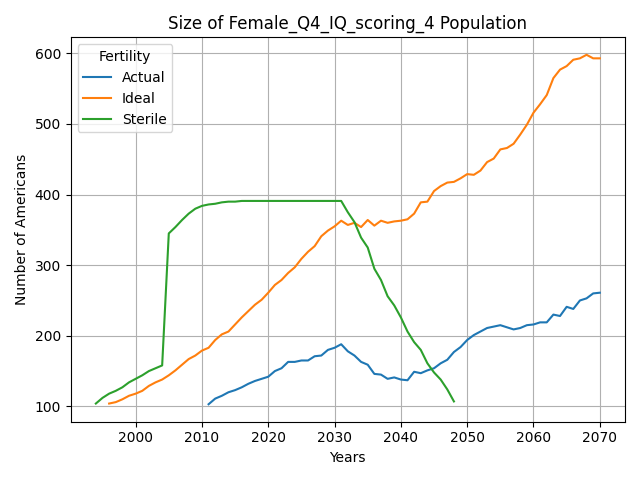 Size of Female_Q4_IQ_scoring_4 Population
Fertility
Actual
Ideal
Sterile
Number of Americans
600
500
400
300
200
100
2000 2010 2020 2030 2040 2050 2060 2070
Years